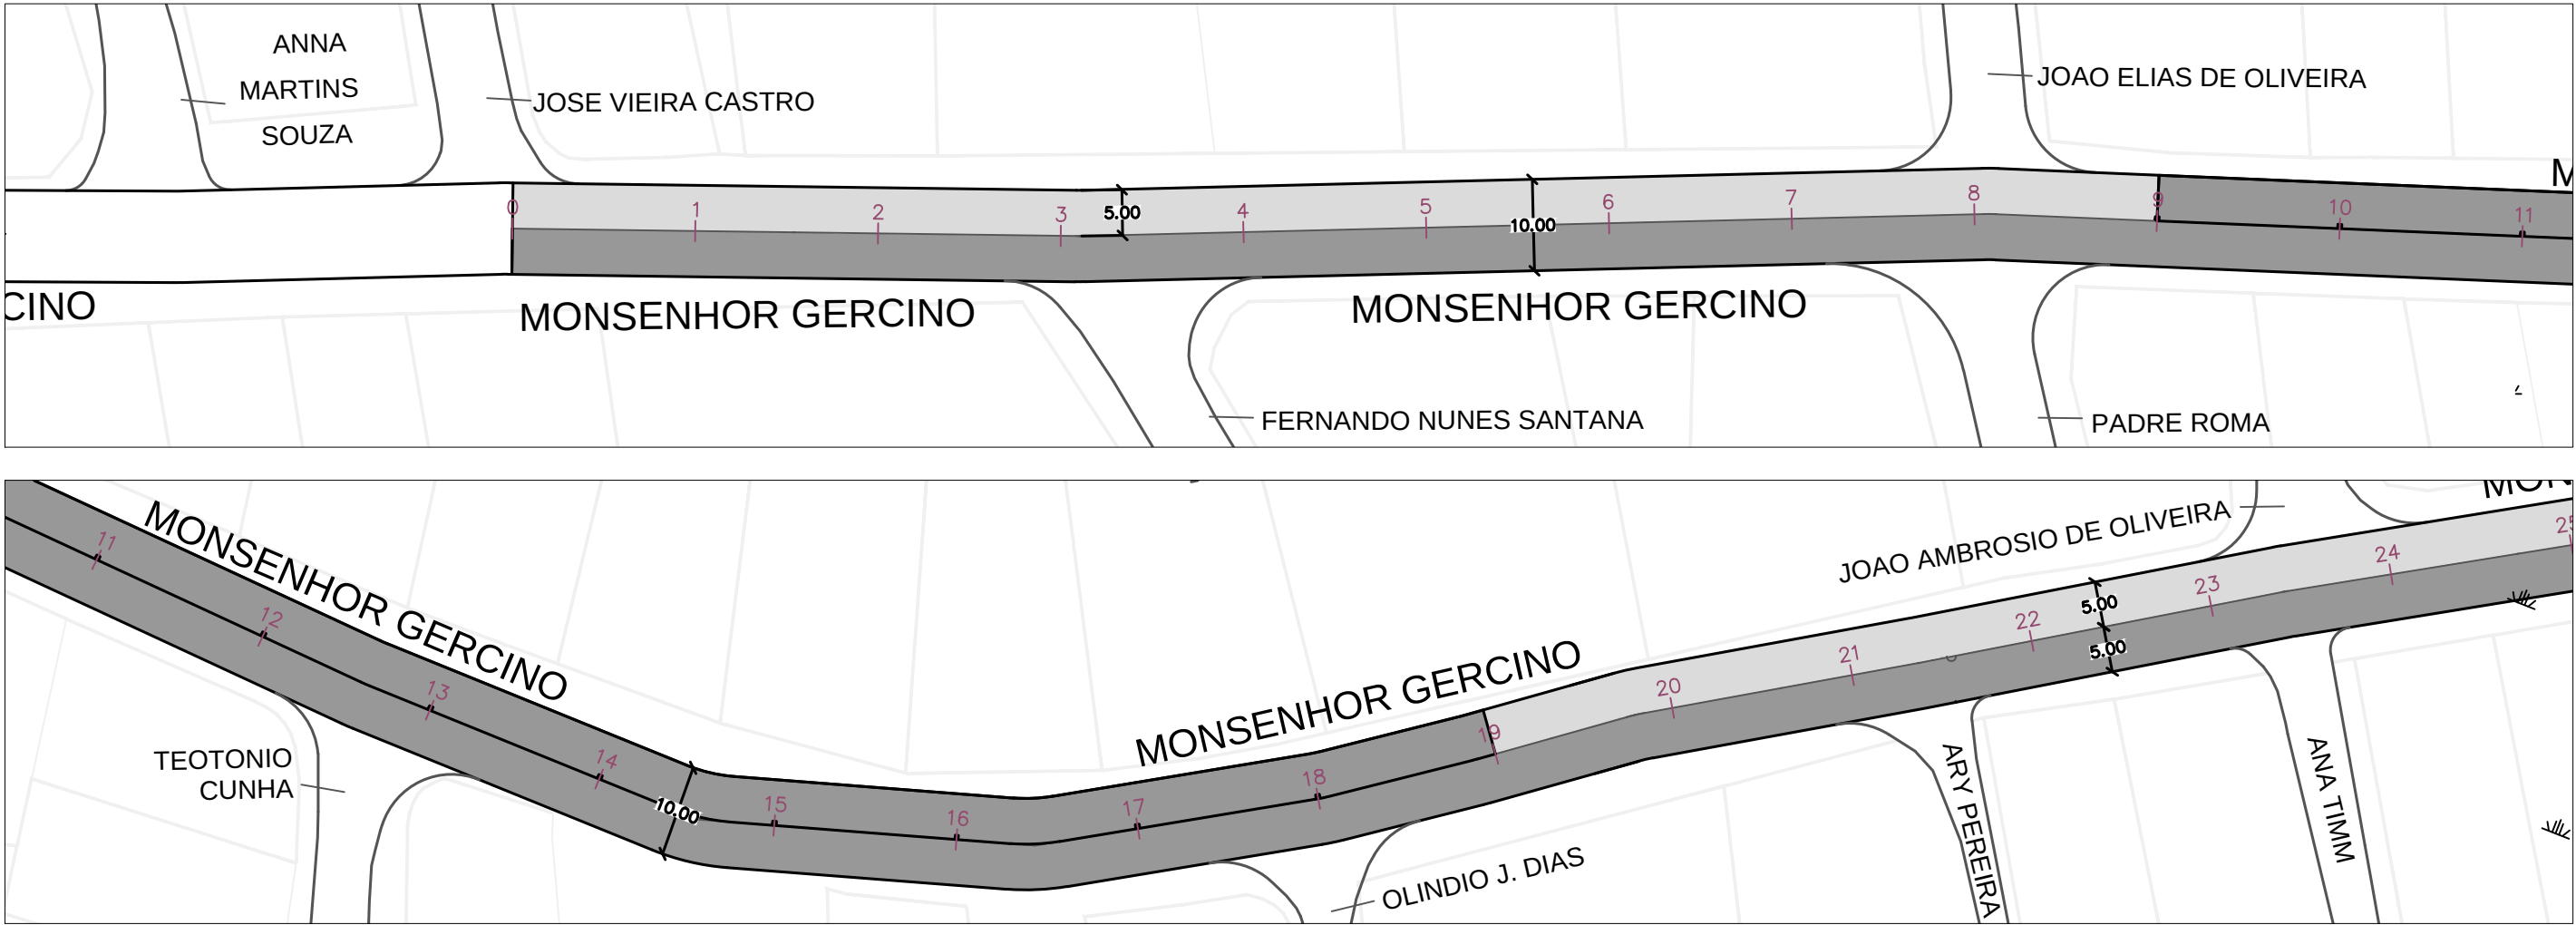 ANNA
MARTINS
SOUZA
JOSE VIEIRA CASTRO
JOAO ELIAS DE OLIVEIRA
M
0
1
2
3
5.00
4
5
10.00
6
7
8
9
10
11
CINO
MONSENHOR GERCINO
MONSENHOR GERCINO
FERNANDO NUNES SANTANA
PADRE ROMA
MONSENHOR GERCINO
11
12
13
14
10.00
15
16
17
18
19
20
21
22
5.00
5.00
23
24
25
MONSENHOR GERCINO
JOAO AMBROSIO DE OLIVEIRA
MON
TEOTONIO
CUNHA
OLINDIO J. DIAS
ARY PEREIRA
ANA TIMM